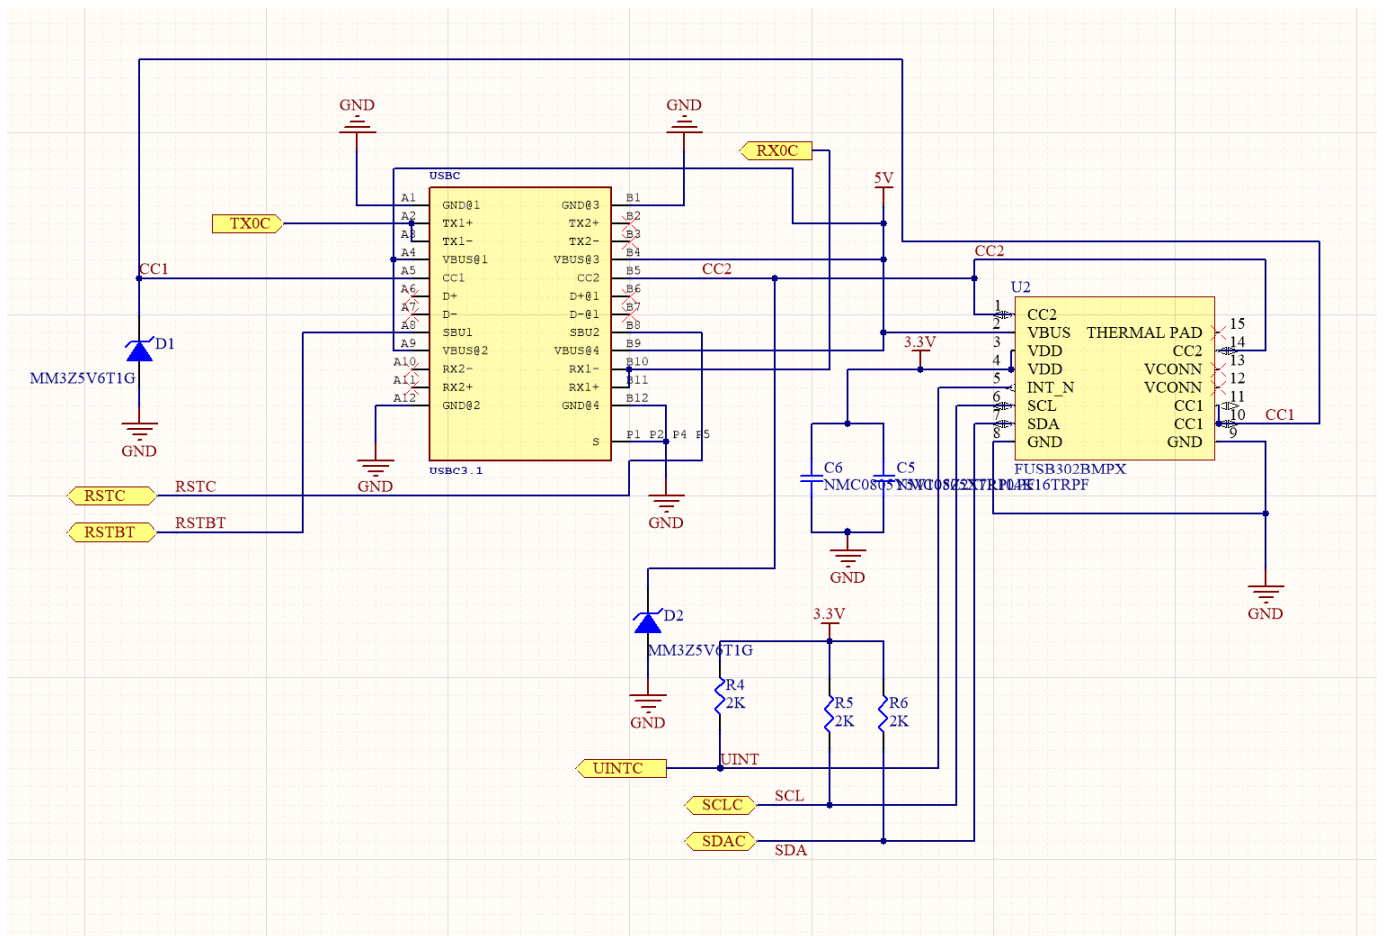 GND
GND
RX0C
USBC
5V
A1
GND@1
GND@3
B1
TX0C
A2
TX1+
TX2+
B2
A3
TX1-
TX2-
B3
A4
VBUS@1
VBUS@3
B4
CC1
A5
CC1
CC2
B5
CC2
CC2
A6
D+
D+@1
B6
A7
D-
D-@1
B7
A8
SBU1
SBU2
B8
A9
VBUS@2
VBUS@4
B9
A10
RX2-
RX1-
B10
A11
RX2+
RX1+
B11
A12
GND@2
GND@4
B12
S
P1 P2 P4 P5
USBC3.1
U2
1
CC2
2
VBUS
THERMAL PAD
15
3
VDD
CC2
14
4
VDD
VCONN
13
5
INT_N
VCONN
12
6
SCL
CC1
11
7
SDA
CC1
10
CC1
8
GND
GND
9
FUSB302BMPX
3.3V
D1
MM3Z5V6T1G
GND
GND
GND
C6
C5
GND
RSTC
RSTC
RSTBT
RSTBT
GND
D2
MM3Z5V6T1G
GND
3.3V
R4
2K
R5
2K
R6
2K
UINTC
UINT
SCLC
SCL
SDAC
SDA